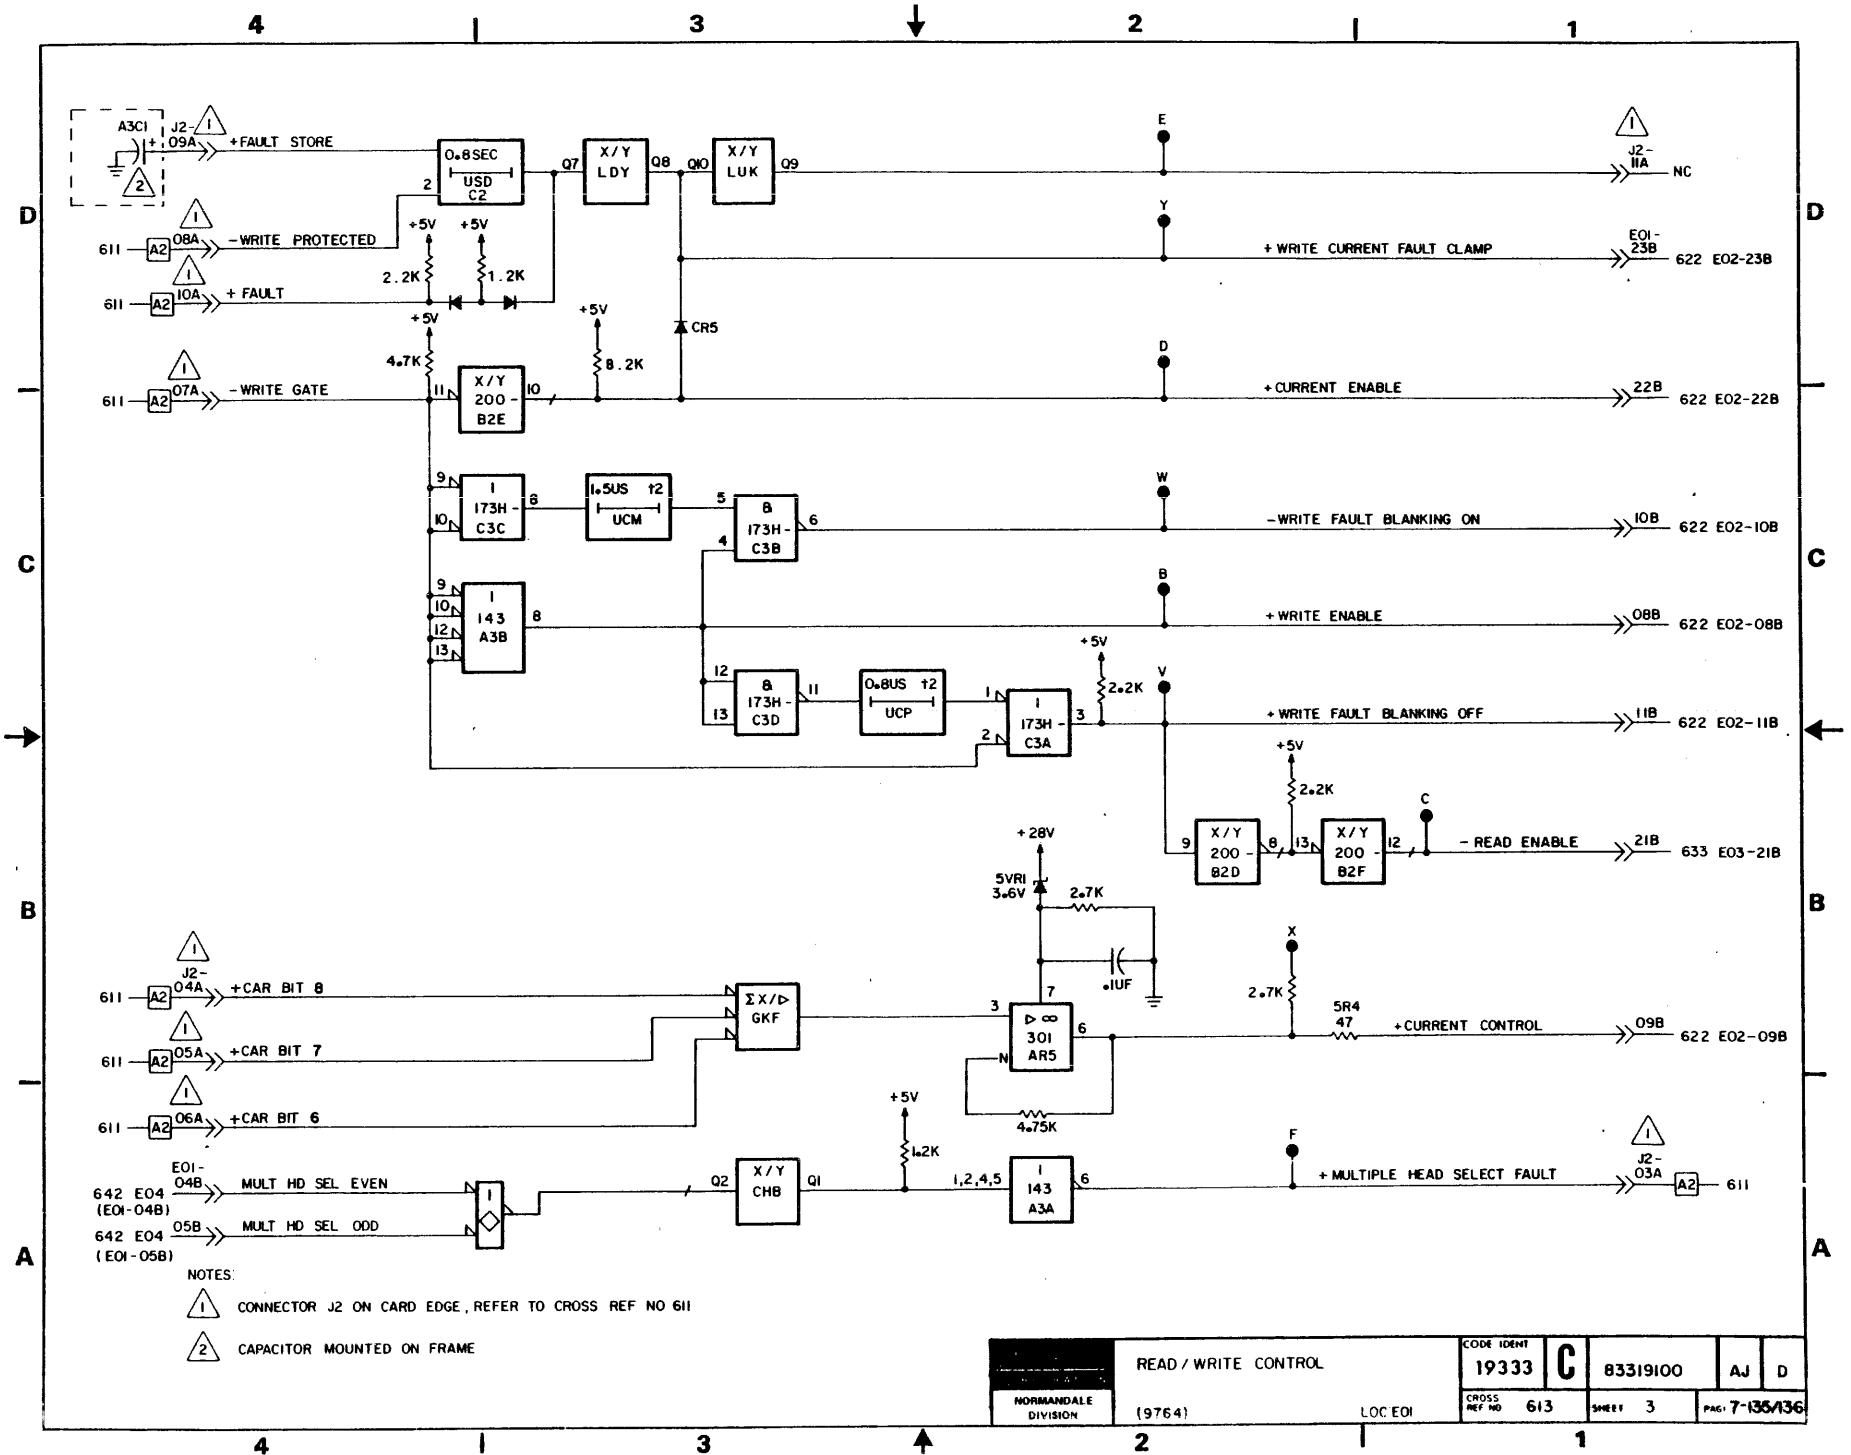 4 3 2 1
A3C1 J2-
09A +FAULT STORE
1
2
0.8SEC
USD
C2
2
Q7
X/Y
LDY
Q8 Q10
X/Y
LUK
Q9
E
1
J2-
11A NC
D D
1
611 A2 08A -WRITE PROTECTED
+5V +5V
2.2K 1.2K
Y
+WRITE CURRENT FAULT CLAMP
E01-
23B 622 E02-23B
1
611 A2 10A + FAULT
+5V
4.7K
+5V
8.2K
CR5
1
611 A2 07A -WRITE GATE
11
X/Y
200 -
B2E
10
D
+CURRENT ENABLE
22B 622 E02-22B
9
10
1
173H -
C3C
8
1.5US †2
UCM
5
4
&
173H -
C3B
6
W
-WRITE FAULT BLANKING ON
10B 622 E02-10B
C C
9
10
12
13
1
143
A3B
8
B
+WRITE ENABLE
08B 622 E02-08B
12
13
&
173H -
C3D
11
0.8US †2
UCP
1
2
1
173H -
C3A
3
+5V
2.2K
V
+WRITE FAULT BLANKING OFF
11B 622 E02-11B
9
X/Y
200 -
B2D
8
+5V
2.2K
13
X/Y
200 -
B2F
12
C
- READ ENABLE
21B 633 E03-21B
+28V
5VR1
3.6V
2.7K
.1UF
B B
1
J2-
611 A2 04A +CAR BIT 8
1
611 A2 05A +CAR BIT 7
1
611 A2 06A +CAR BIT 6
ΣX/▷
GKF
3
7
▷ ∞
301
AR5
N
6
4.75K
X
2.7K
5R4
47
+CURRENT CONTROL
09B 622 E02-09B
E01-
642 E04 04B MULT HD SEL EVEN
(E01-04B)
642 E04 05B MULT HD SEL ODD
(E01-05B)
1
Q2
X/Y
CHB
Q1
+5V
1.2K
1,2,4,5
1
143
A3A
6
F
+MULTIPLE HEAD SELECT FAULT
1
J2-
03A A2 611
A A
NOTES:
1 CONNECTOR J2 ON CARD EDGE, REFER TO CROSS REF NO 611
2 CAPACITOR MOUNTED ON FRAME
NORMANDALE
DIVISION
READ / WRITE CONTROL
(9764) LOC E01
CODE IDENT
19333 C 83319100 AJ D
CROSS
REF NO 613 SHEET 3 PAGE 7-135/136
4 3 2 1